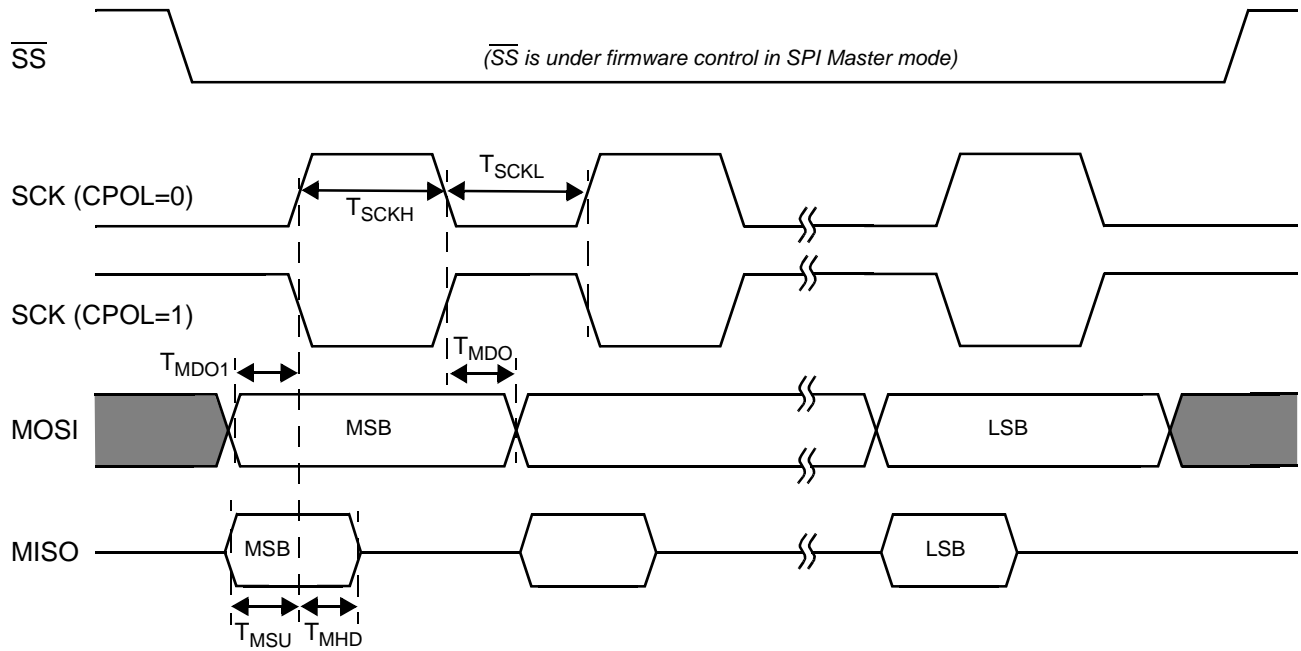 SS
(SS is under firmware control in SPI Master mode)
SCK (CPOL=0)
TSCKH
TSCKL
SCK (CPOL=1)
TMDO1
TMDO
MOSI
MSB
LSB
MISO
MSB
LSB
TMSU
TMHD